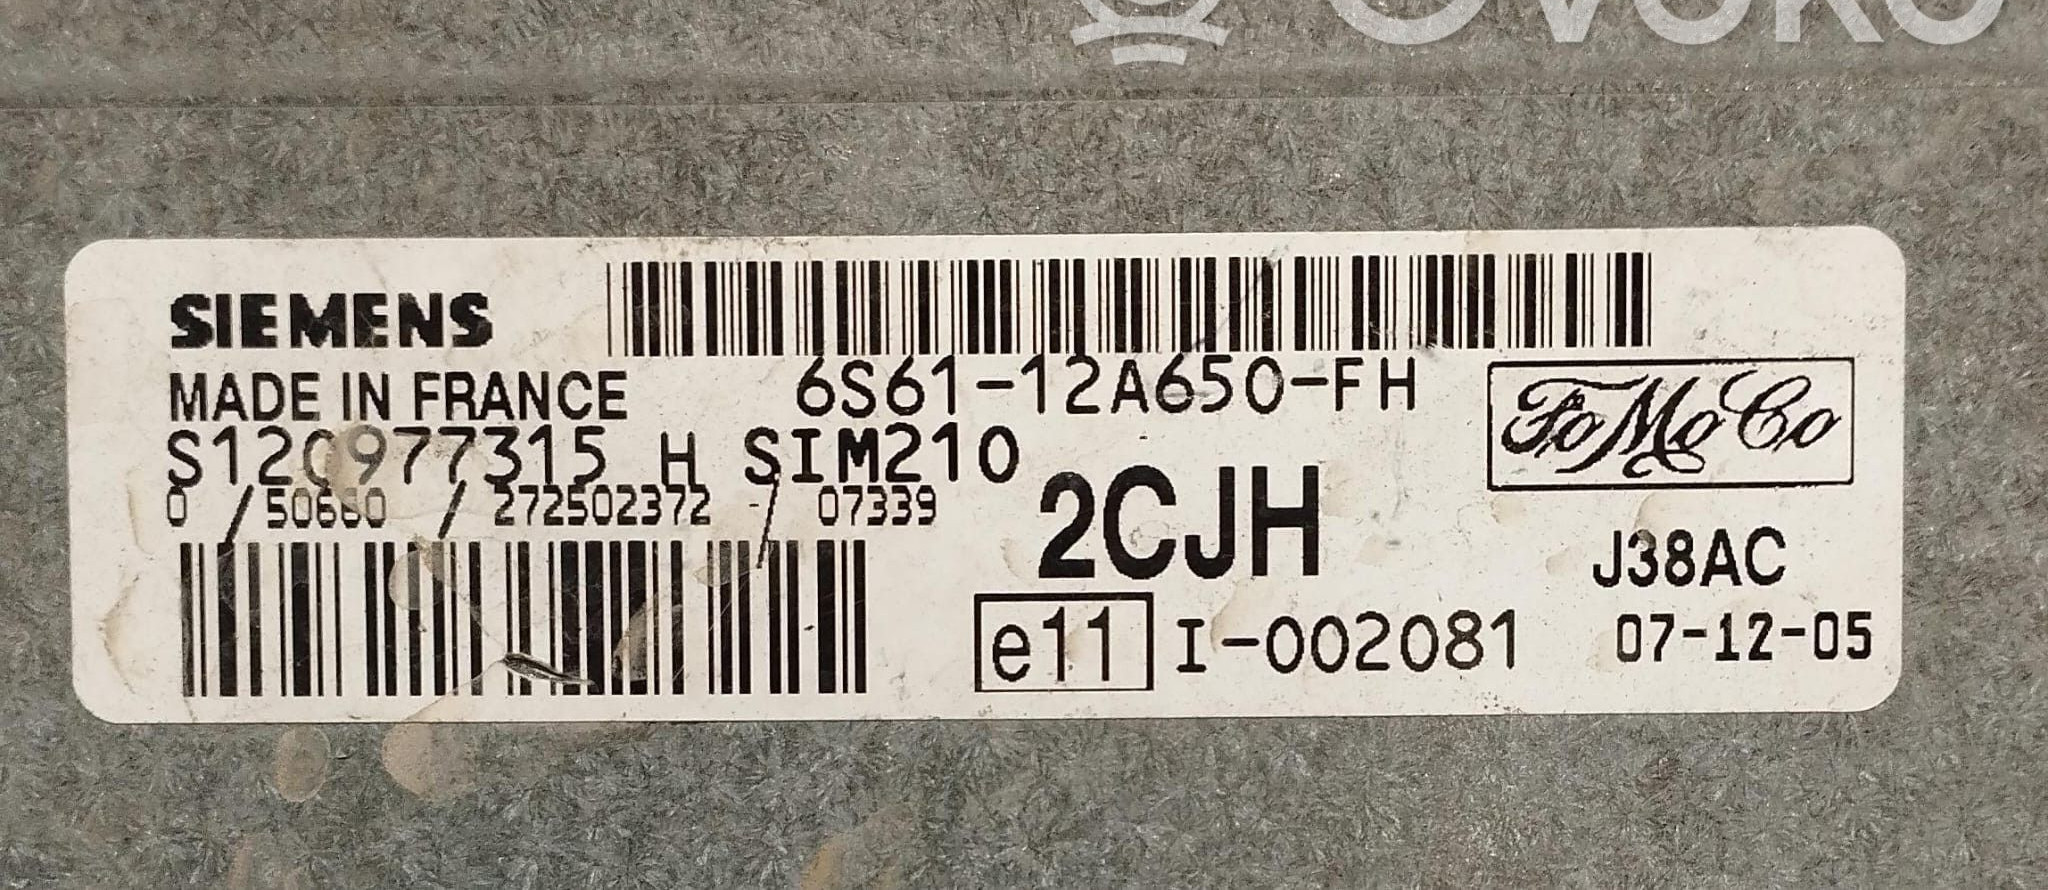 OVOKO
SIEMENS
MADE IN FRANCE
6S61-12A650-FH
FoMoCo
S120977315 H SIM210
0 / 50660 / 272502372 / 07339
2CJH
J38AC
e11 I-002081
07-12-05